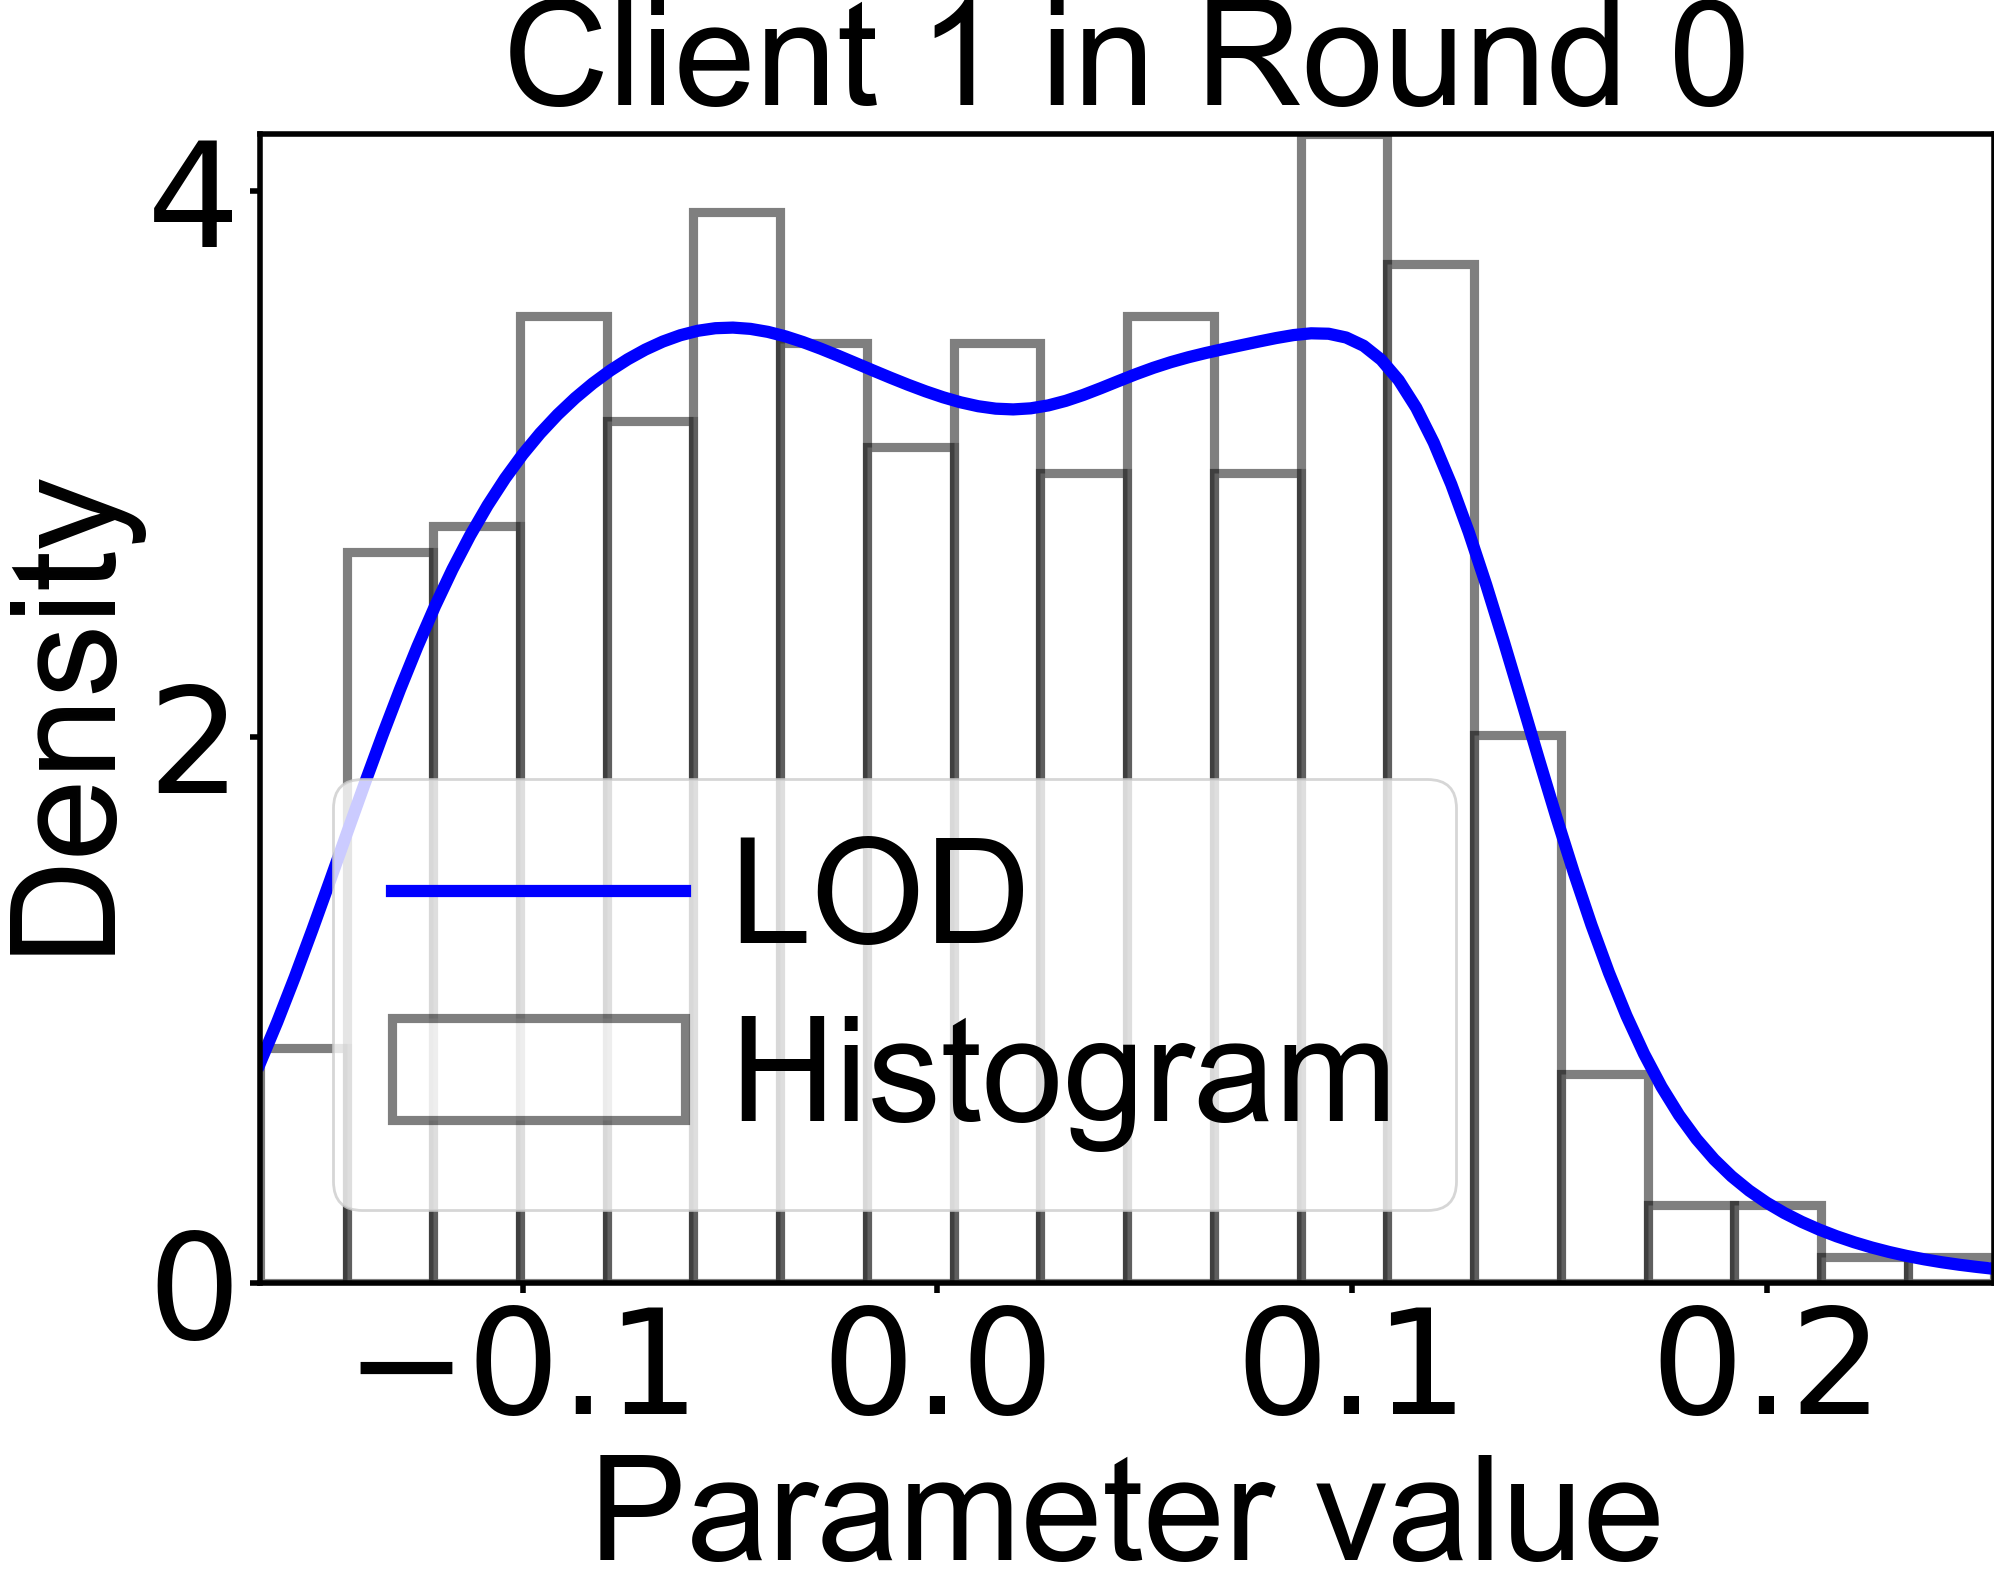 Client 1 in Round 0
Density
4
2
0
LOD
Histogram
−0.1 0.0 0.1 0.2
Parameter value